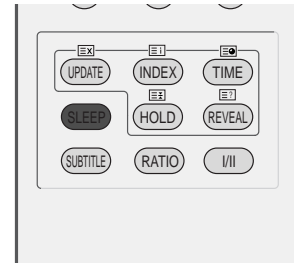 UPDATE INDEX TIME
SLEEP HOLD REVEAL
SUBTITLE RATIO I/II